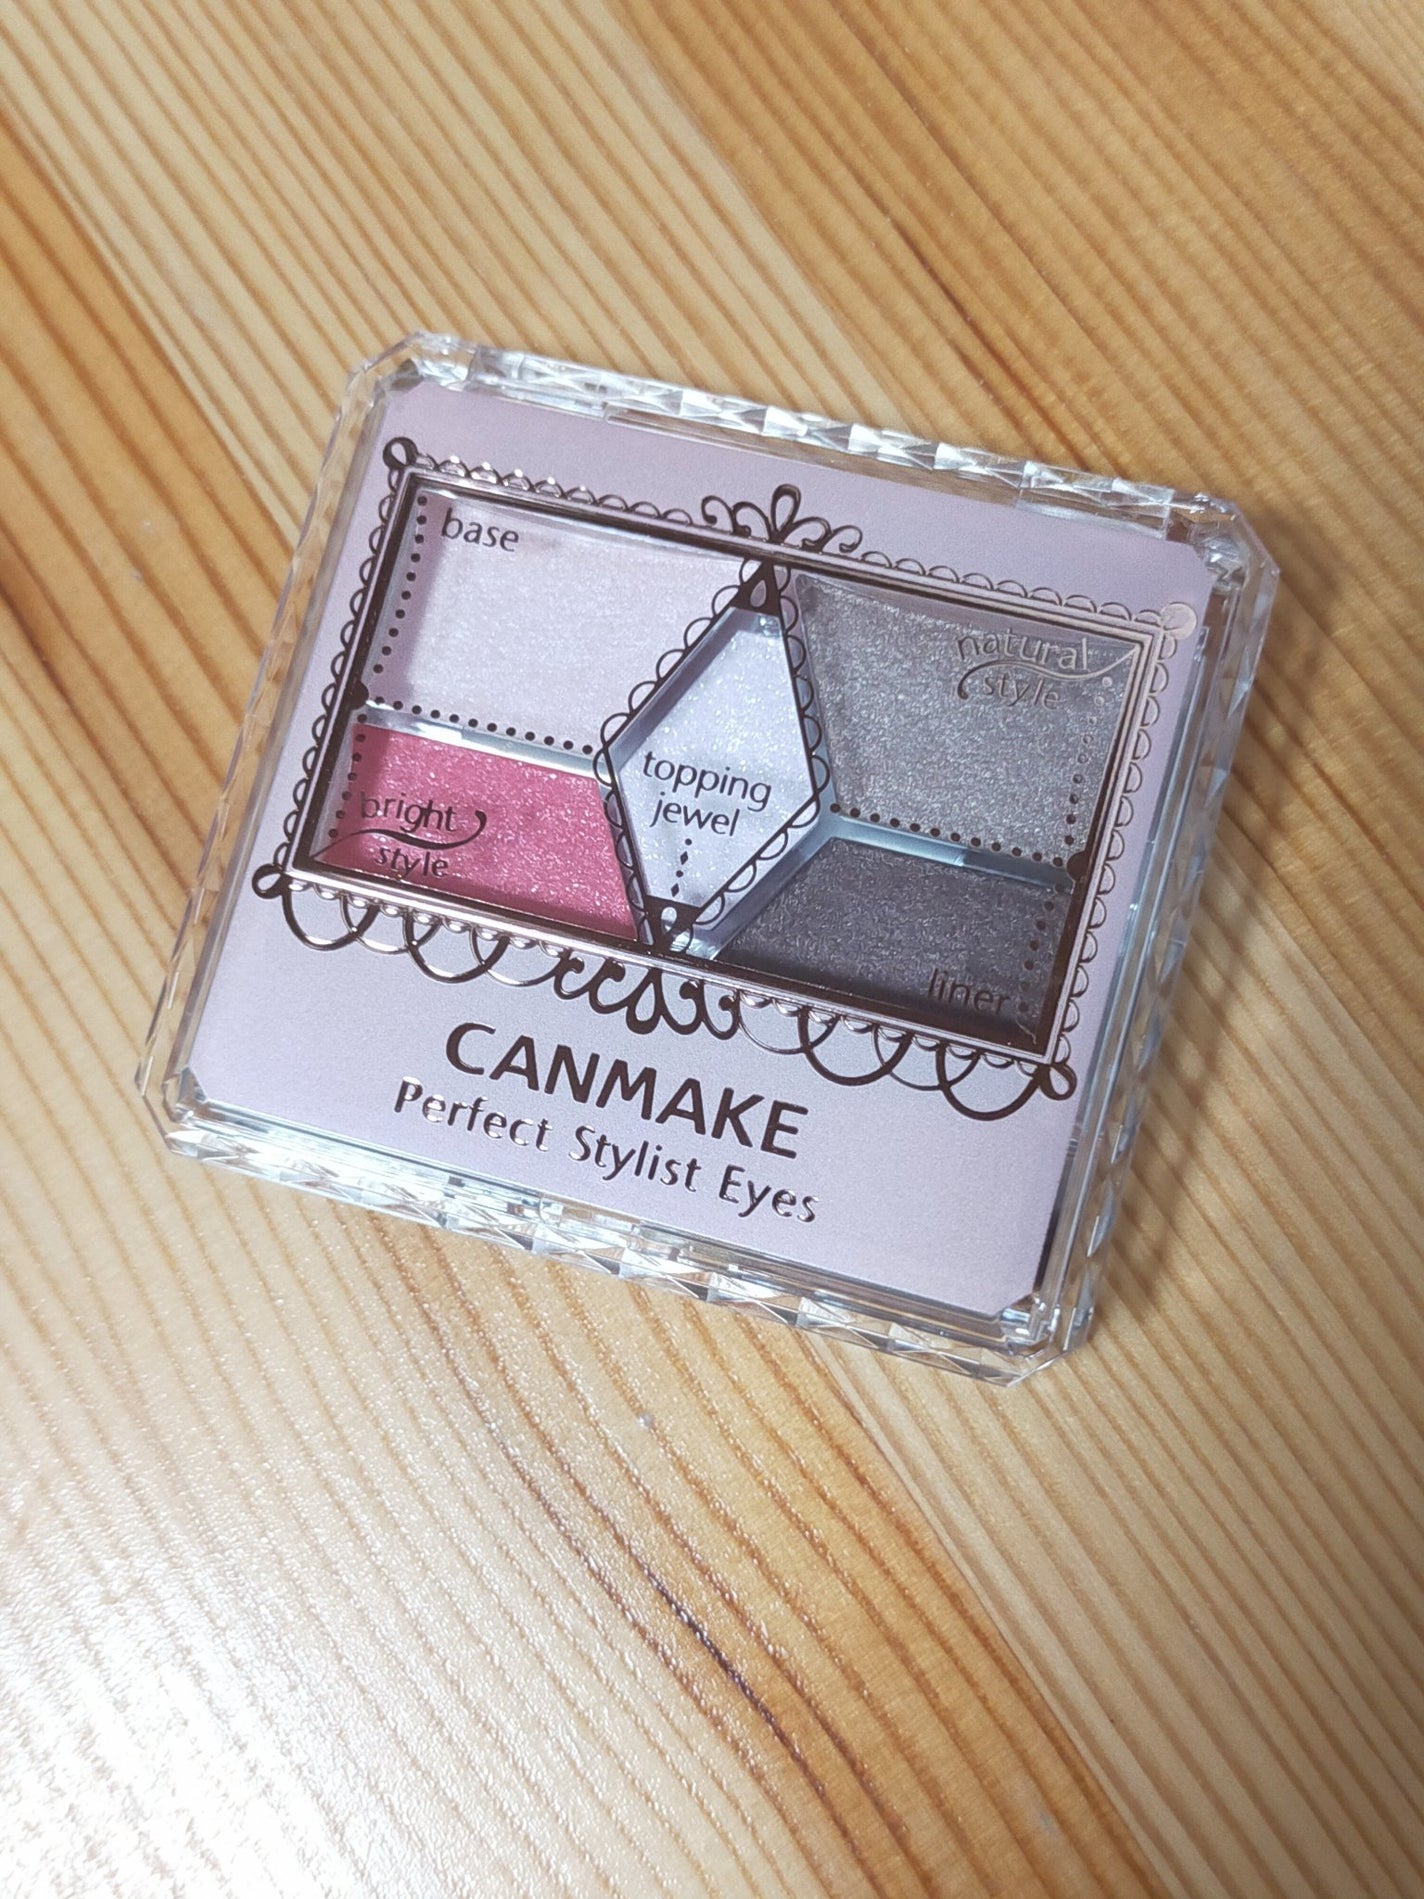 base
natural
style
topping
jewel
bright
style
liner
CANMAKE
Perfect Stylist Eyes